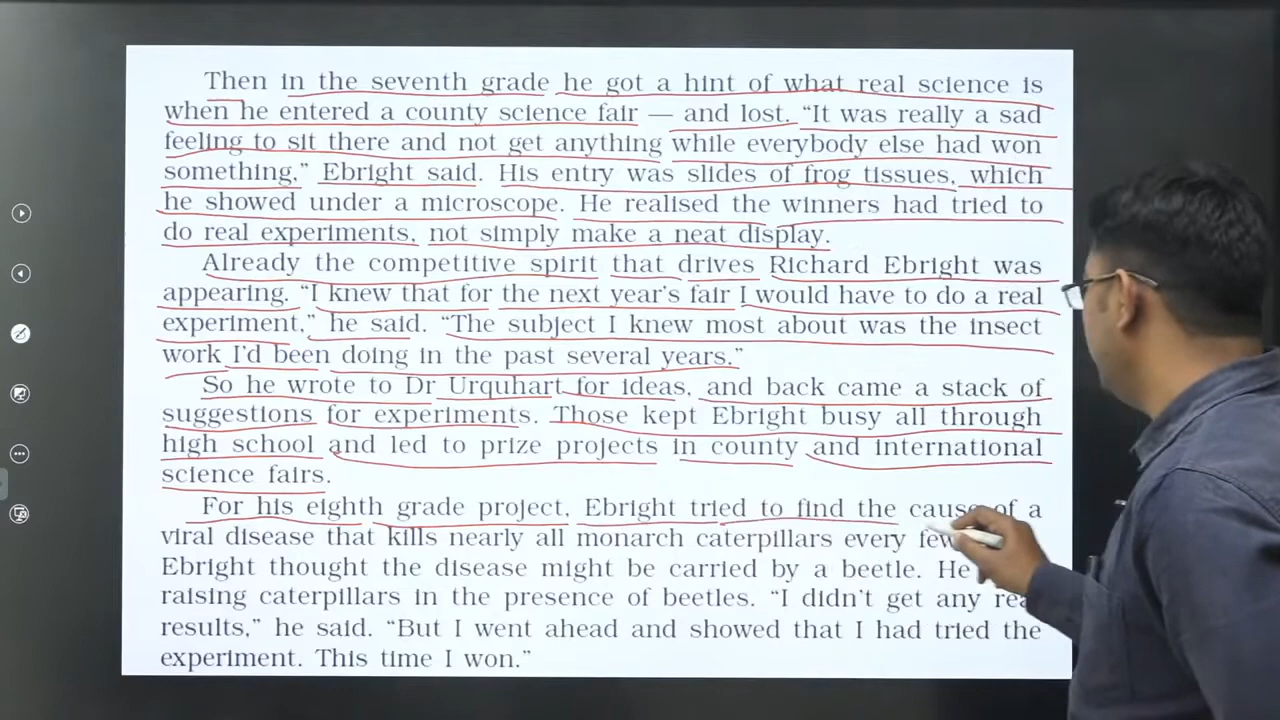 Then in the seventh grade he got a hint of what real science is
when he entered a county science fair — and lost. “It was really a sad
feeling to sit there and not get anything while everybody else had won
something,” Ebright said. His entry was slides of frog tissues, which
he showed under a microscope. He realised the winners had tried to
do real experiments, not simply make a neat display.
Already the competitive spirit that drives Richard Ebright was
appearing. “I knew that for the next year’s fair I would have to do a real
experiment,” he said. “The subject I knew most about was the insect
work I’d been doing in the past several years.”
So he wrote to Dr Urquhart for ideas, and back came a stack of
suggestions for experiments. Those kept Ebright busy all through
high school and led to prize projects in county and international
science fairs.
For his eighth grade project, Ebright tried to find the cause of a
viral disease that kills nearly all monarch caterpillars every few
Ebright thought the disease might be carried by a beetle. He
raising caterpillars in the presence of beetles. “I didn’t get any
results,” he said. “But I went ahead and showed that I had tried the
experiment. This time I won.”